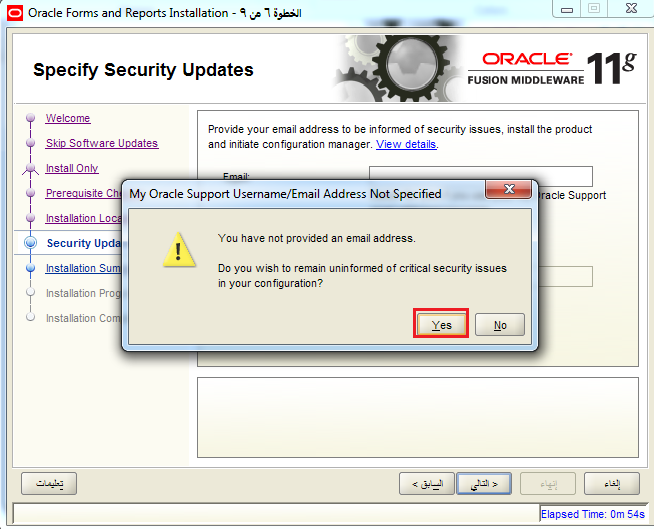 Oracle Forms and Reports Installation - الخطوة ٦ من ٩
Specify Security Updates
ORACLE
FUSION MIDDLEWARE 11g
Welcome
Skip Software Updates
Install Only
Prerequisite Che
Installation Loca
Security Upda
Installation Sum
Installation Prog
Installation Com
Provide your email address to be informed of security issues, install the product
and initiate configuration manager. View details.
Email:
Oracle Support
My Oracle Support Username/Email Address Not Specified
You have not provided an email address.
Do you wish to remain uninformed of critical security issues
in your configuration?
Yes
No
تعليمات
< السابق
التالي >
إنهاء
إلغاء
Elapsed Time: 0m 54s